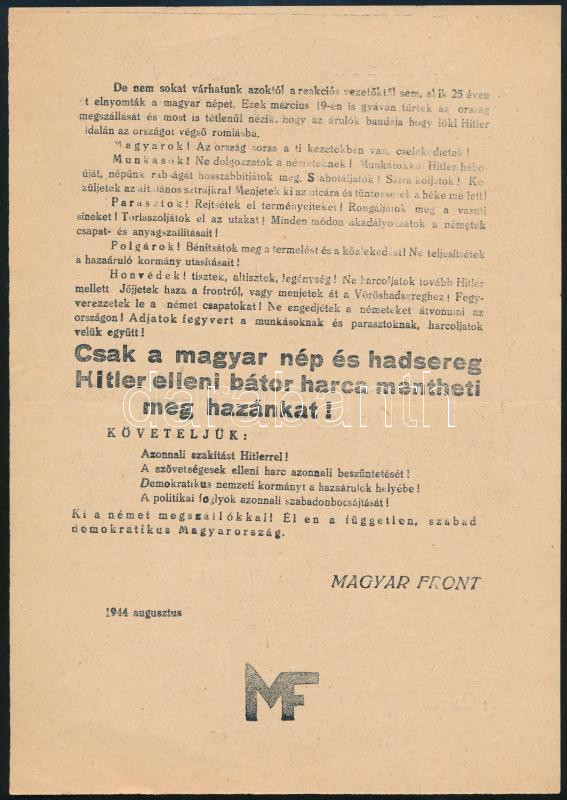 De nem sokat várhatunk azoktól a reakciós vezetőktől sem, akik 25 éven
át elnyomták a magyar népet. Ezek március 19-én is gyáván tűrték az ország
megszállását és most is tétlenül nézik, hogy az árulók bandája hogy löki Hitler
oldalán az országot végső romlásba.
Magyarok! Az ország sorsa a ti kezetekben van, cselekedjetek!
Munkások! Ne dolgozzatok a németeknek! Munkátokkal Hitler hábo-
rúját, népünk rabságát hosszabbítjátok meg. Szabotáljatok! Sztrájkoljatok! Ké-
szüljetek az általános sztrájkra! Menjetek ki az utcára és tüntessetek a béke mellett!
Parasztok! Rejtsétek el terményeiteket! Rongáljátok meg a vasuti
sineket! Torlaszoljátok el az utakat! Minden módon akadályozzátok a németek
csapat- és anyagszállításait!
Polgárok! Bénítsátok meg a termelést és a közlekedést! Ne teljesítsétek
a hazaáruló kormány utasításait!
Honvédek! tisztek, altisztek, legénység! Ne harcoljatok tovább Hitler
mellett Jőjjetek haza a frontról, vagy menjetek át a Vöröshadsereghez! Fegy-
verezzetek le a német csapatokat! Ne engedjétek a németeket átvonulni az
országon! Adjatok fegyvert a munkásoknak és parasztoknak, harcoljatok
velük együtt!
Csak a magyar nép és hadsereg
Hitler elleni bátor harca mentheti
meg hazánkat!
KÖVETELJÜK:
Azonnali szakítást Hitlerrel!
A szövetségesek elleni harc azonnali beszüntetését!
Demokratikus nemzeti kormányt a hazaárulók helyébe!
A politikai foglyok azonnali szabadonbocsájtását!
Ki a német megszállókkal! Éljen a független, szabad
demokratikus Magyarország.
MAGYAR FRONT
1944 augusztus
MF
darabanth